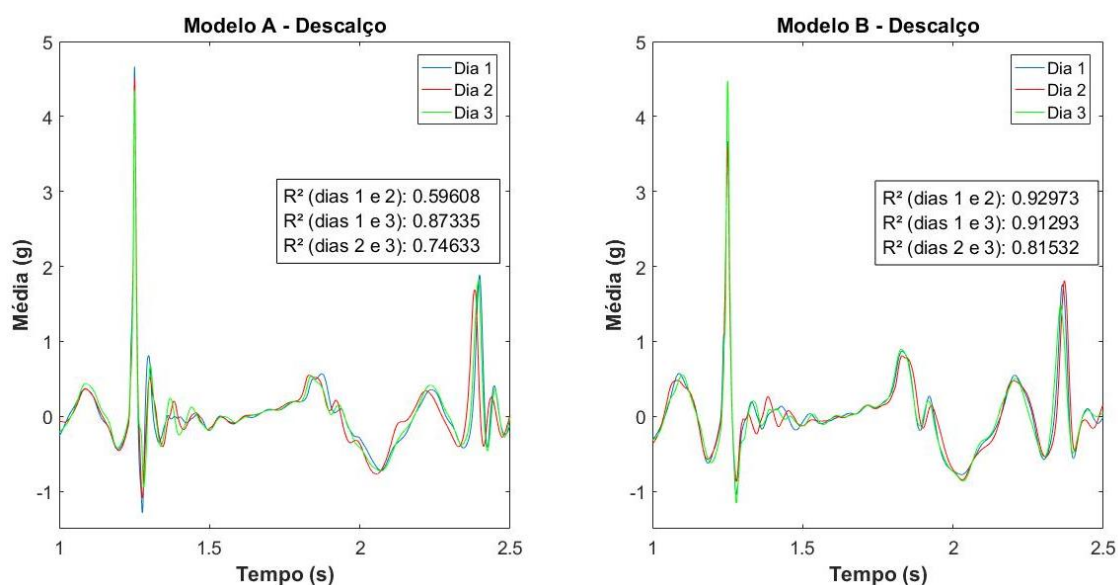 Modelo A - Descalço
5
4
3
2
1
0
-1
Média (g)
1
1.5
2
2.5
Tempo (s)
Dia 1
Dia 2
Dia 3
R² (dias 1 e 2): 0.59608
R² (dias 1 e 3): 0.87335
R² (dias 2 e 3): 0.74633
Modelo B - Descalço
5
4
3
2
1
0
-1
Média (g)
1
1.5
2
2.5
Tempo (s)
Dia 1
Dia 2
Dia 3
R² (dias 1 e 2): 0.92973
R² (dias 1 e 3): 0.91293
R² (dias 2 e 3): 0.81532